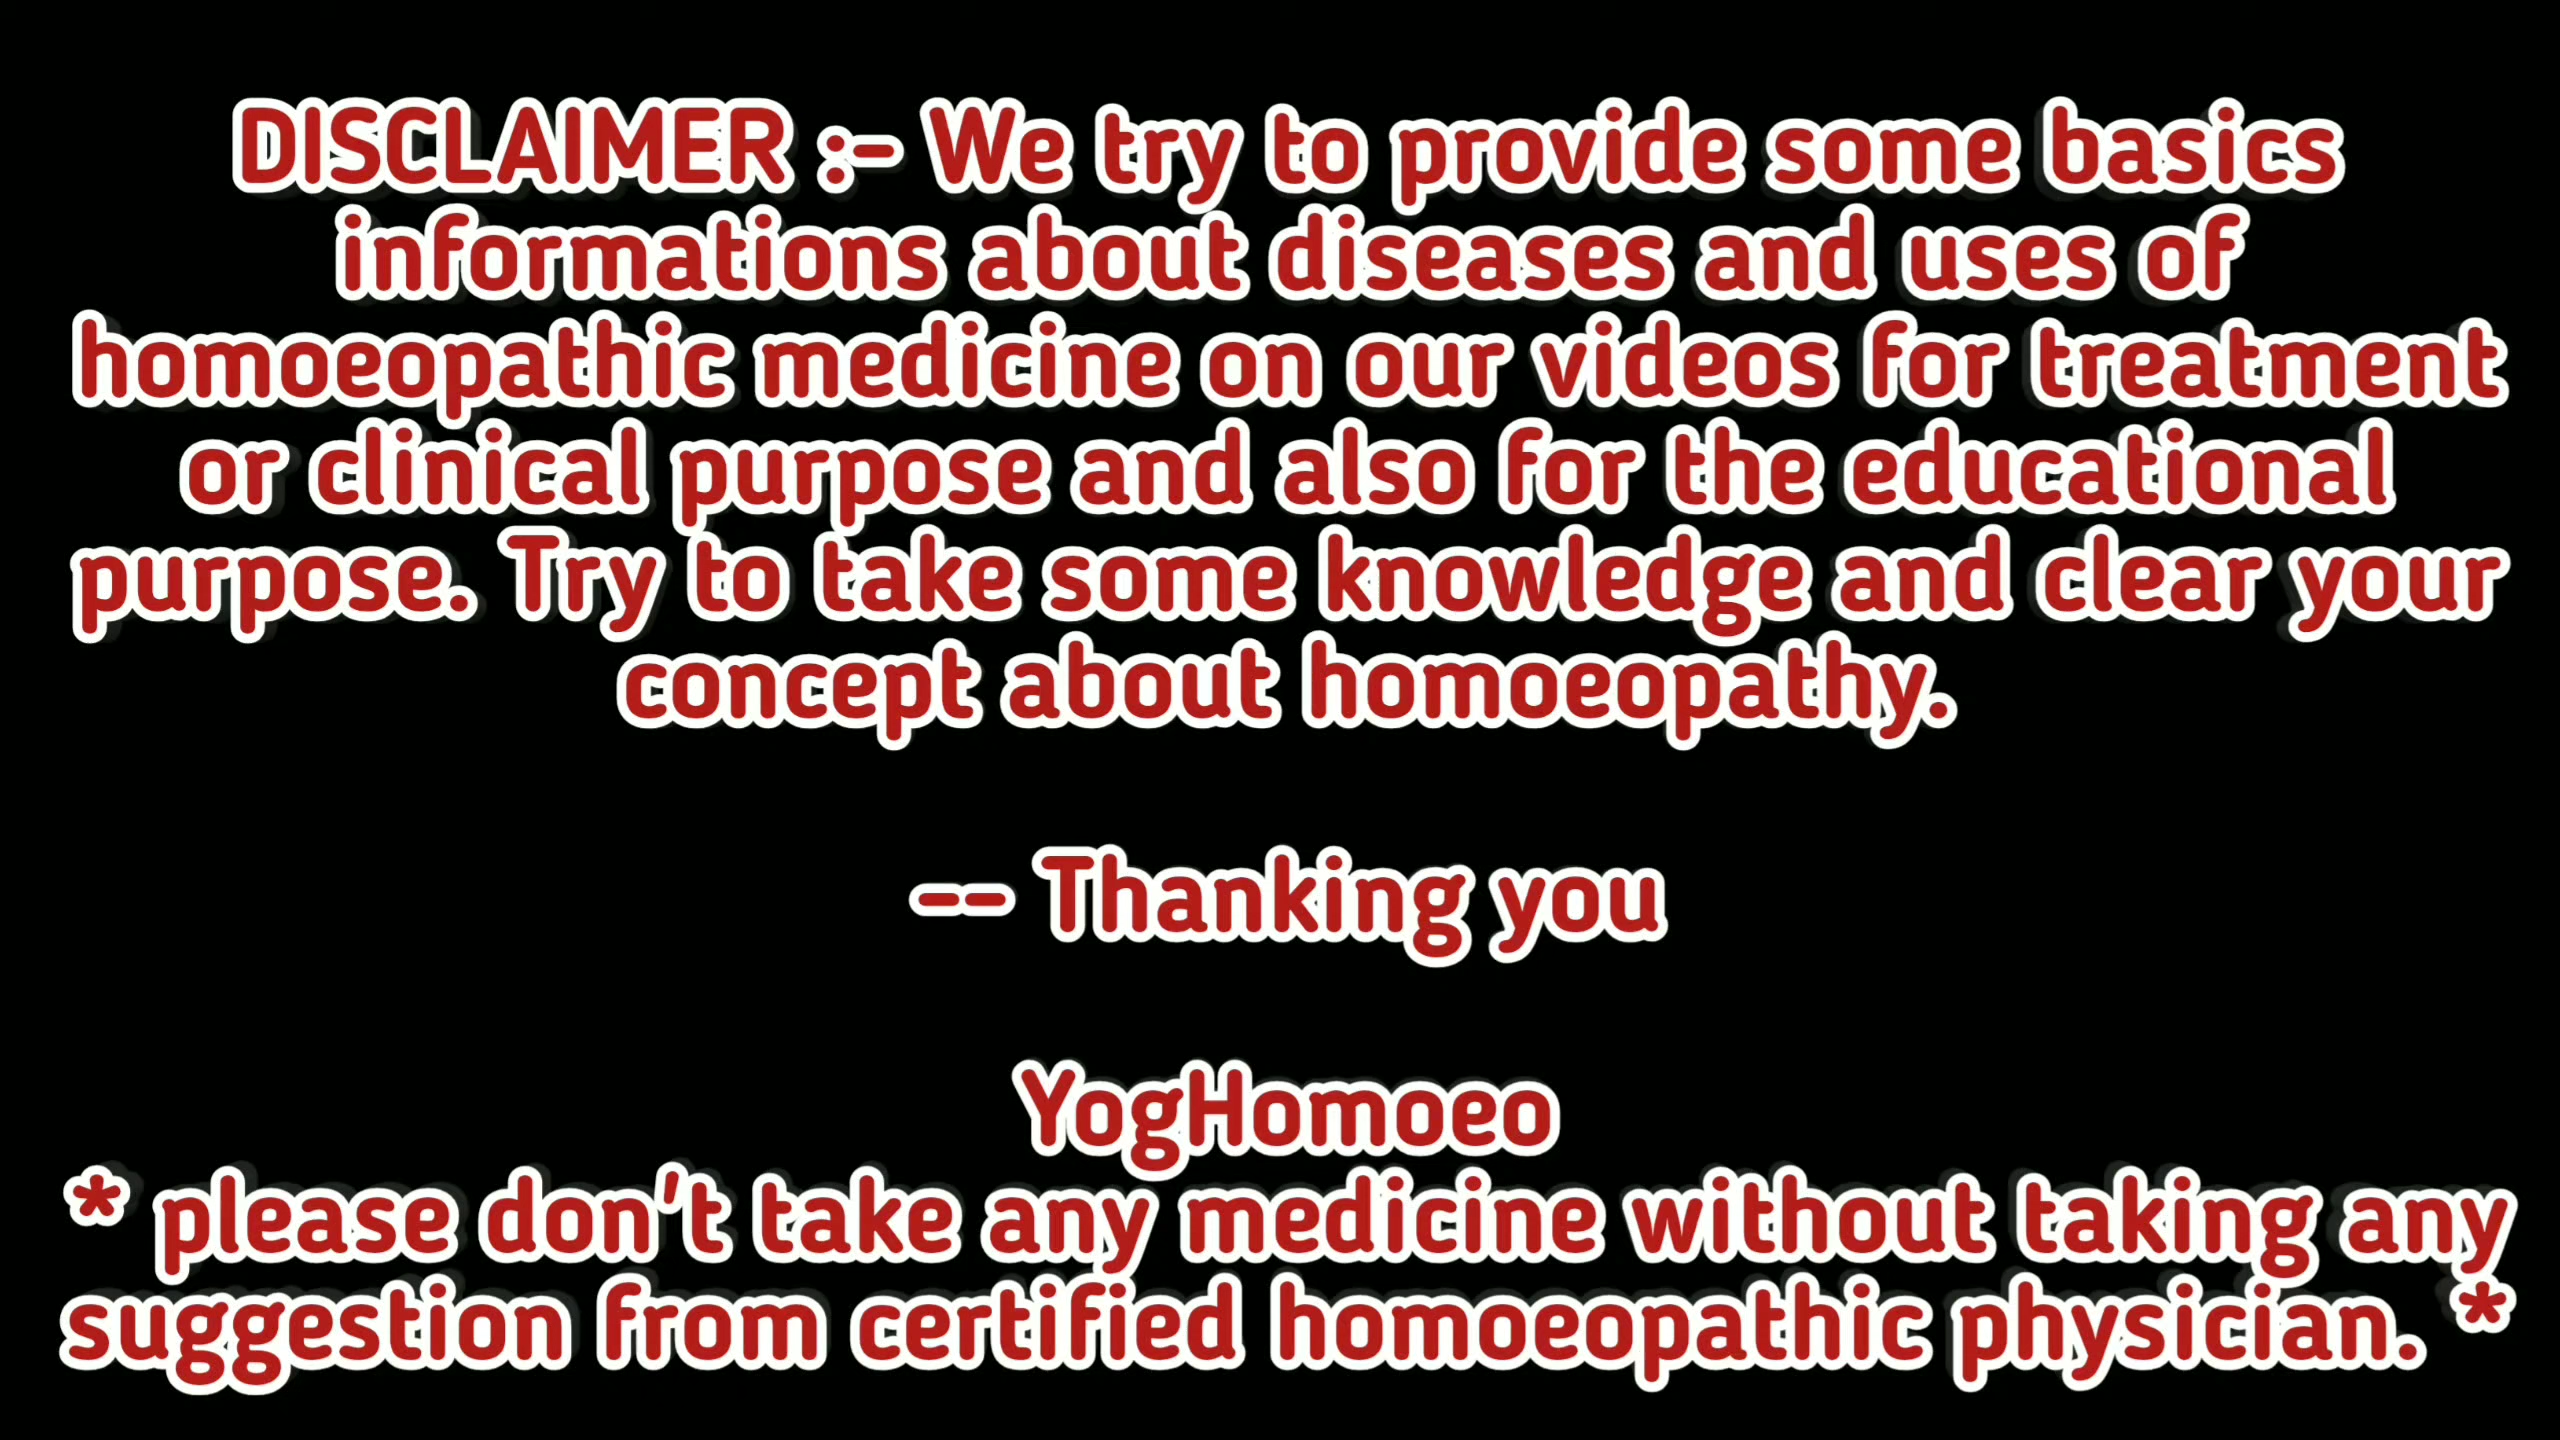 DISCLAIMER :- We try to provide some basics
informations about diseases and uses of
homoeopathic medicine on our videos for treatment
or clinical purpose and also for the educational
purpose. Try to take some knowledge and clear your
concept about homoeopathy.
-- Thanking you
YogHomoeo
* please don't take any medicine without taking any
suggestion from certified homoeopathic physician. *